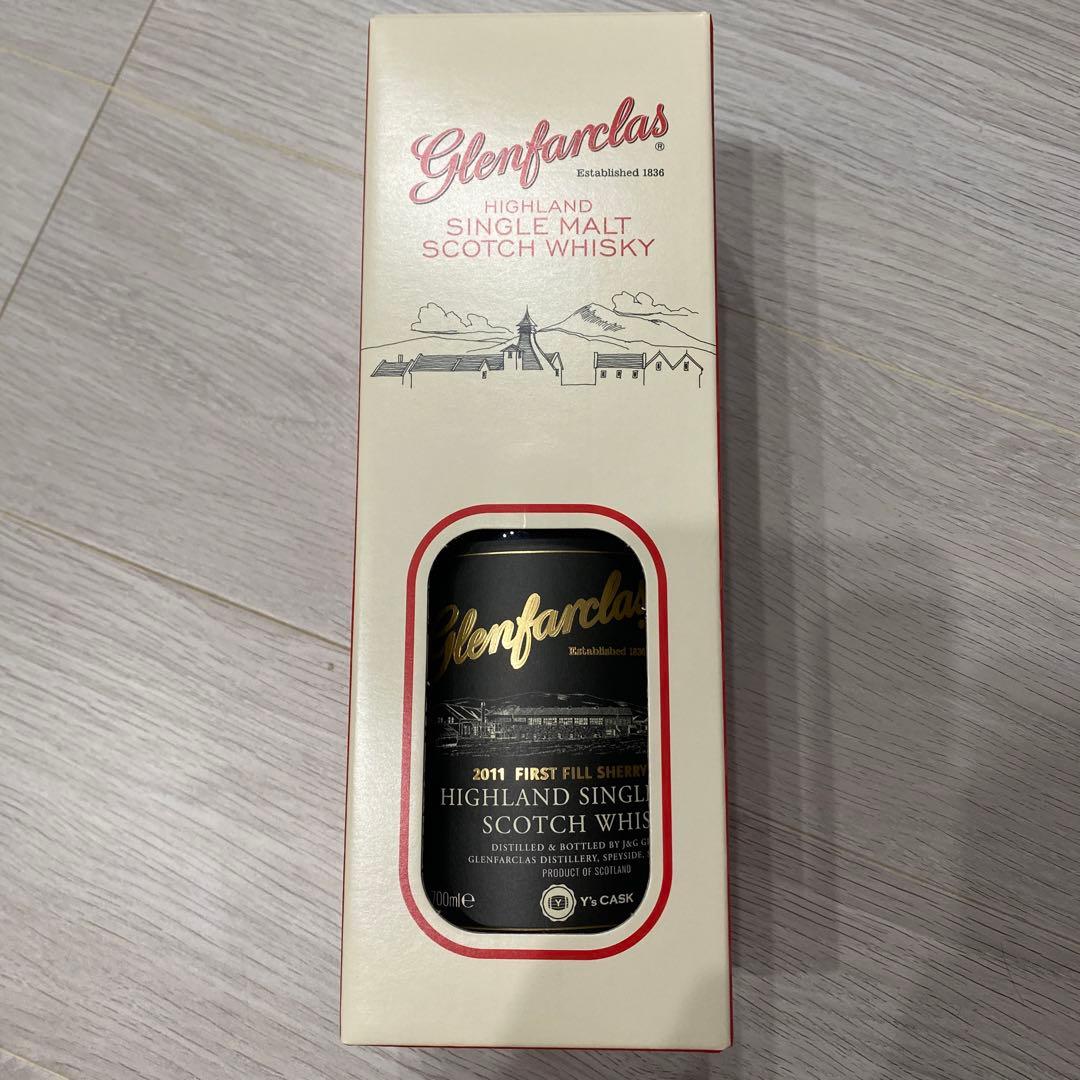 Glenfarclas
®
Established 1836
HIGHLAND
SINGLE MALT
SCOTCH WHISKY
Glenfarclas
Established 1836
2011 FIRST FILL SHERRY
HIGHLAND SINGL
SCOTCH WHIS
DISTILLED & BOTTLED BY J&G G
GLENFARCLAS DISTILLERY, SPEYSIDE,
PRODUCT OF SCOTLAND
700ml℮
Y
Y's CASK